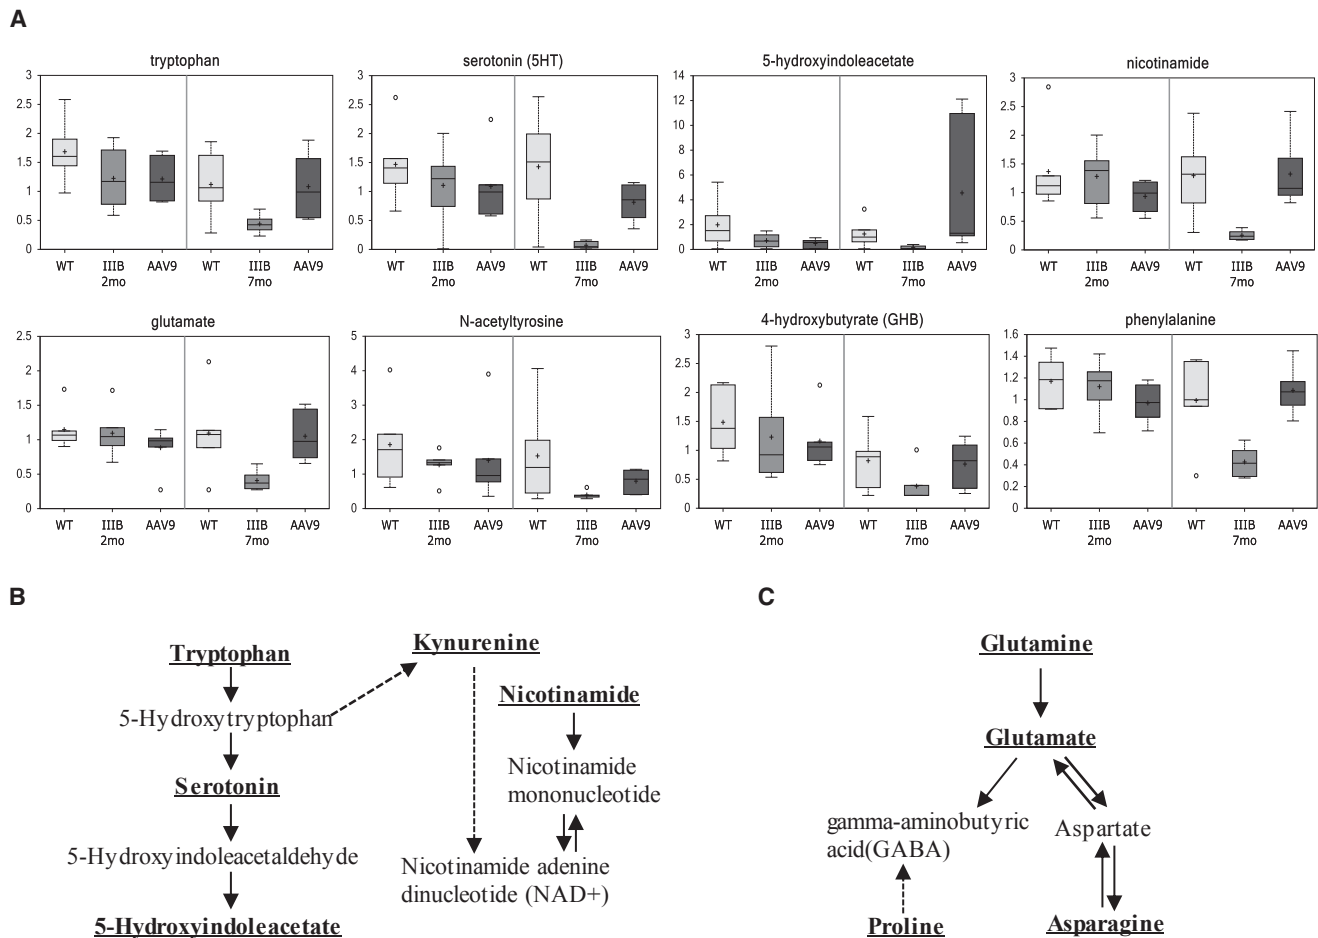 A
tryptophan
3
2.5
2
1.5
1
0.5
0
WT IIIB AAV9 WT IIIB AAV9
2mo 7mo
serotonin (5HT)
3
2.5
2
1.5
1
0.5
0
WT IIIB AAV9 WT IIIB AAV9
2mo 7mo
5-hydroxyindoleacetate
14
12
10
8
6
4
2
0
WT IIIB AAV9 WT IIIB AAV9
2mo 7mo
nicotinamide
3
2.5
2
1.5
1
0.5
0
WT IIIB AAV9 WT IIIB AAV9
2mo 7mo
glutamate
2.5
2
1.5
1
0.5
0
WT IIIB AAV9 WT IIIB AAV9
2mo 7mo
N-acetyltyrosine
5
4
3
2
1
0
WT IIIB AAV9 WT IIIB AAV9
2mo 7mo
4-hydroxybutyrate (GHB)
3
2.5
2
1.5
1
0.5
0
WT IIIB AAV9 WT IIIB AAV9
2mo 7mo
phenylalanine
1.6
1.4
1.2
1
0.8
0.6
0.4
0.2
0
WT IIIB AAV9 WT IIIB AAV9
2mo 7mo
B
Tryptophan
5-Hydroxytryptophan
Serotonin
5-Hydroxyindoleacetaldehyde
5-Hydroxyindoleacetate
Kynurenine
Nicotinamide
Nicotinamide
mononucleotide
Nicotinamide adenine
dinucleotide (NAD+)
C
Glutamine
Glutamate
gamma-aminobutyric
acid(GABA)
Aspartate
Proline
Asparagine